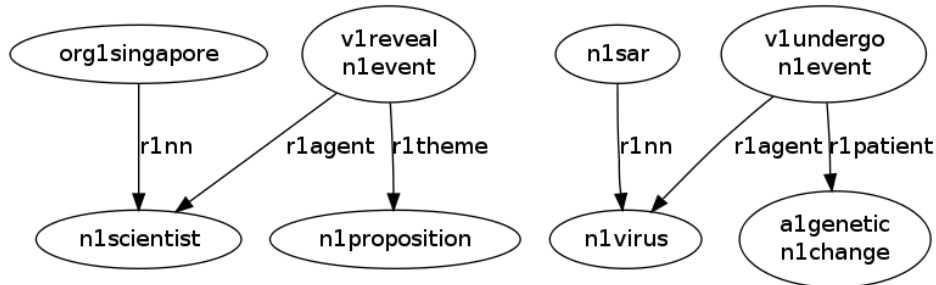 org1singapore
v1reveal
n1event
n1sar
v1undergo
n1event
r1nn
r1agent
r1theme
r1nn
r1agent
r1patient
n1scientist
n1proposition
n1virus
a1genetic
n1change